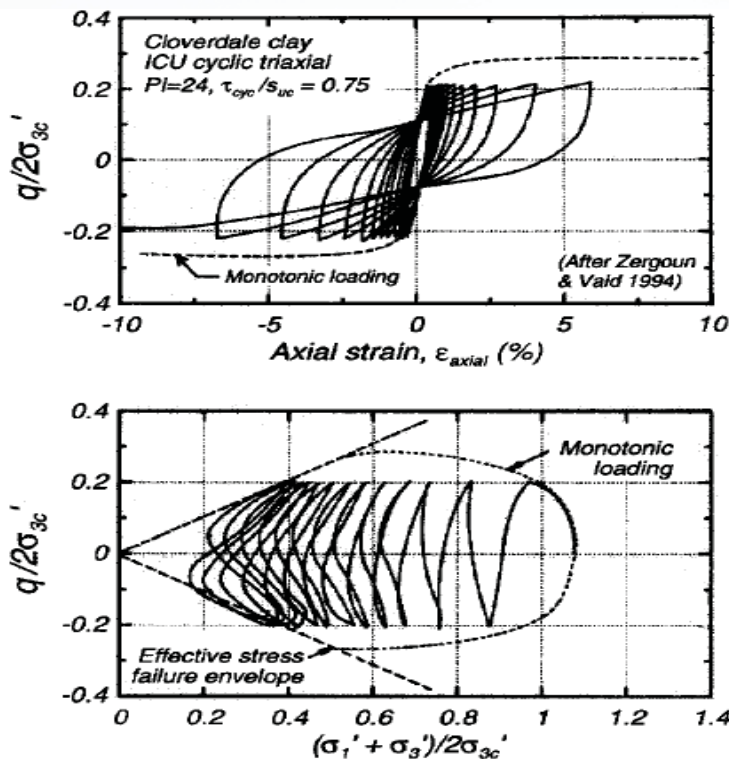 0.4
Cloverdale clay
ICU cyclic triaxial
PI=24, τcyc/suc = 0.75
0.2
q/2σ3c'
0
-0.2
Monotonic loading
(After Zergoun
& Vaid 1994)
-0.4
-10 -5 0 5 10
Axial strain, εaxial (%)
0.4
Monotonic
loading
0.2
q/2σ3c'
0
-0.2
Effective stress
failure envelope
-0.4
0 0.2 0.4 0.6 0.8 1 1.2 1.4
(σ1' + σ3')/2σ3c'